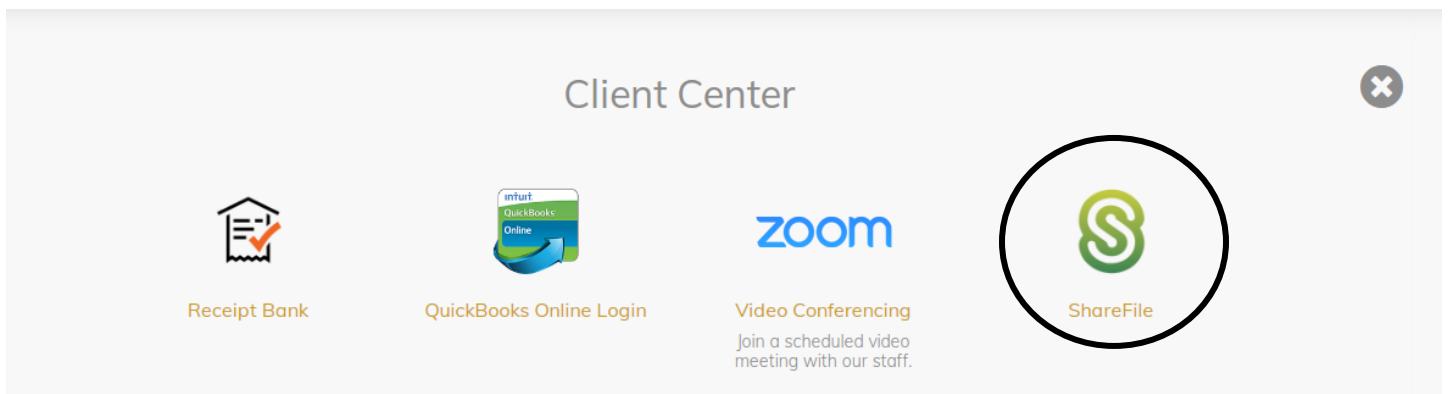 Client Center
intuit
QuickBooks
Online
zoom
Receipt Bank
QuickBooks Online Login
Video Conferencing
ShareFile
Join a scheduled video
meeting with our staff.